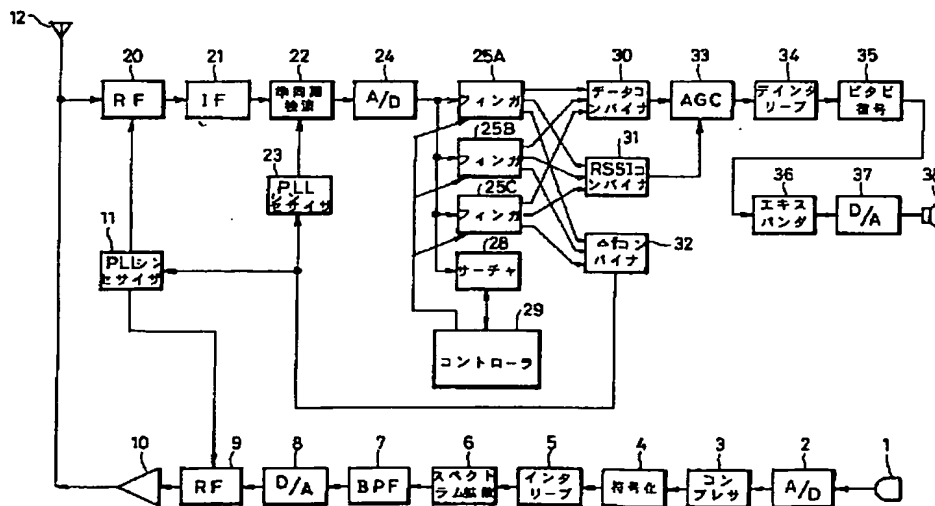 12
20
21
22
24
25A
30
33
34
35
RF
IF
準同期
検波
A/D
フィンガ
データコ
ンバイナ
AGC
デインタ
リーブ
ビタビ
復号
25B
フィンガ
31
RSSIコ
ンバイナ
23
PLL
シン
セサイザ
25C
フィンガ
36
37
38
エキス
パンダ
D/A
11
PLLシン
セサイザ
28
サーチャ
Δfコン
バイナ
32
29
コントローラ
10
9
8
7
6
5
4
3
2
1
RF
D/A
BPF
スペクト
ラム拡散
インタ
リーブ
符号化
コン
プレサ
A/D